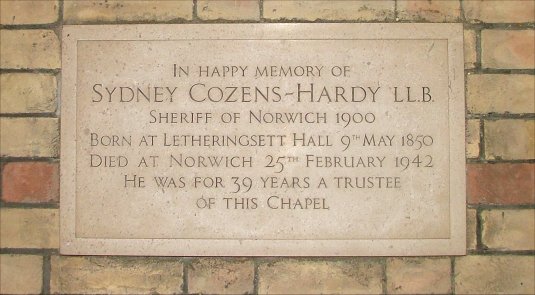 In happy memory of
Sydney Cozens-Hardy LL.B.
Sheriff of Norwich 1900
Born at Letheringsett Hall 9th May 1850
Died at Norwich 25th February 1942
He was for 39 years a trustee
of this Chapel